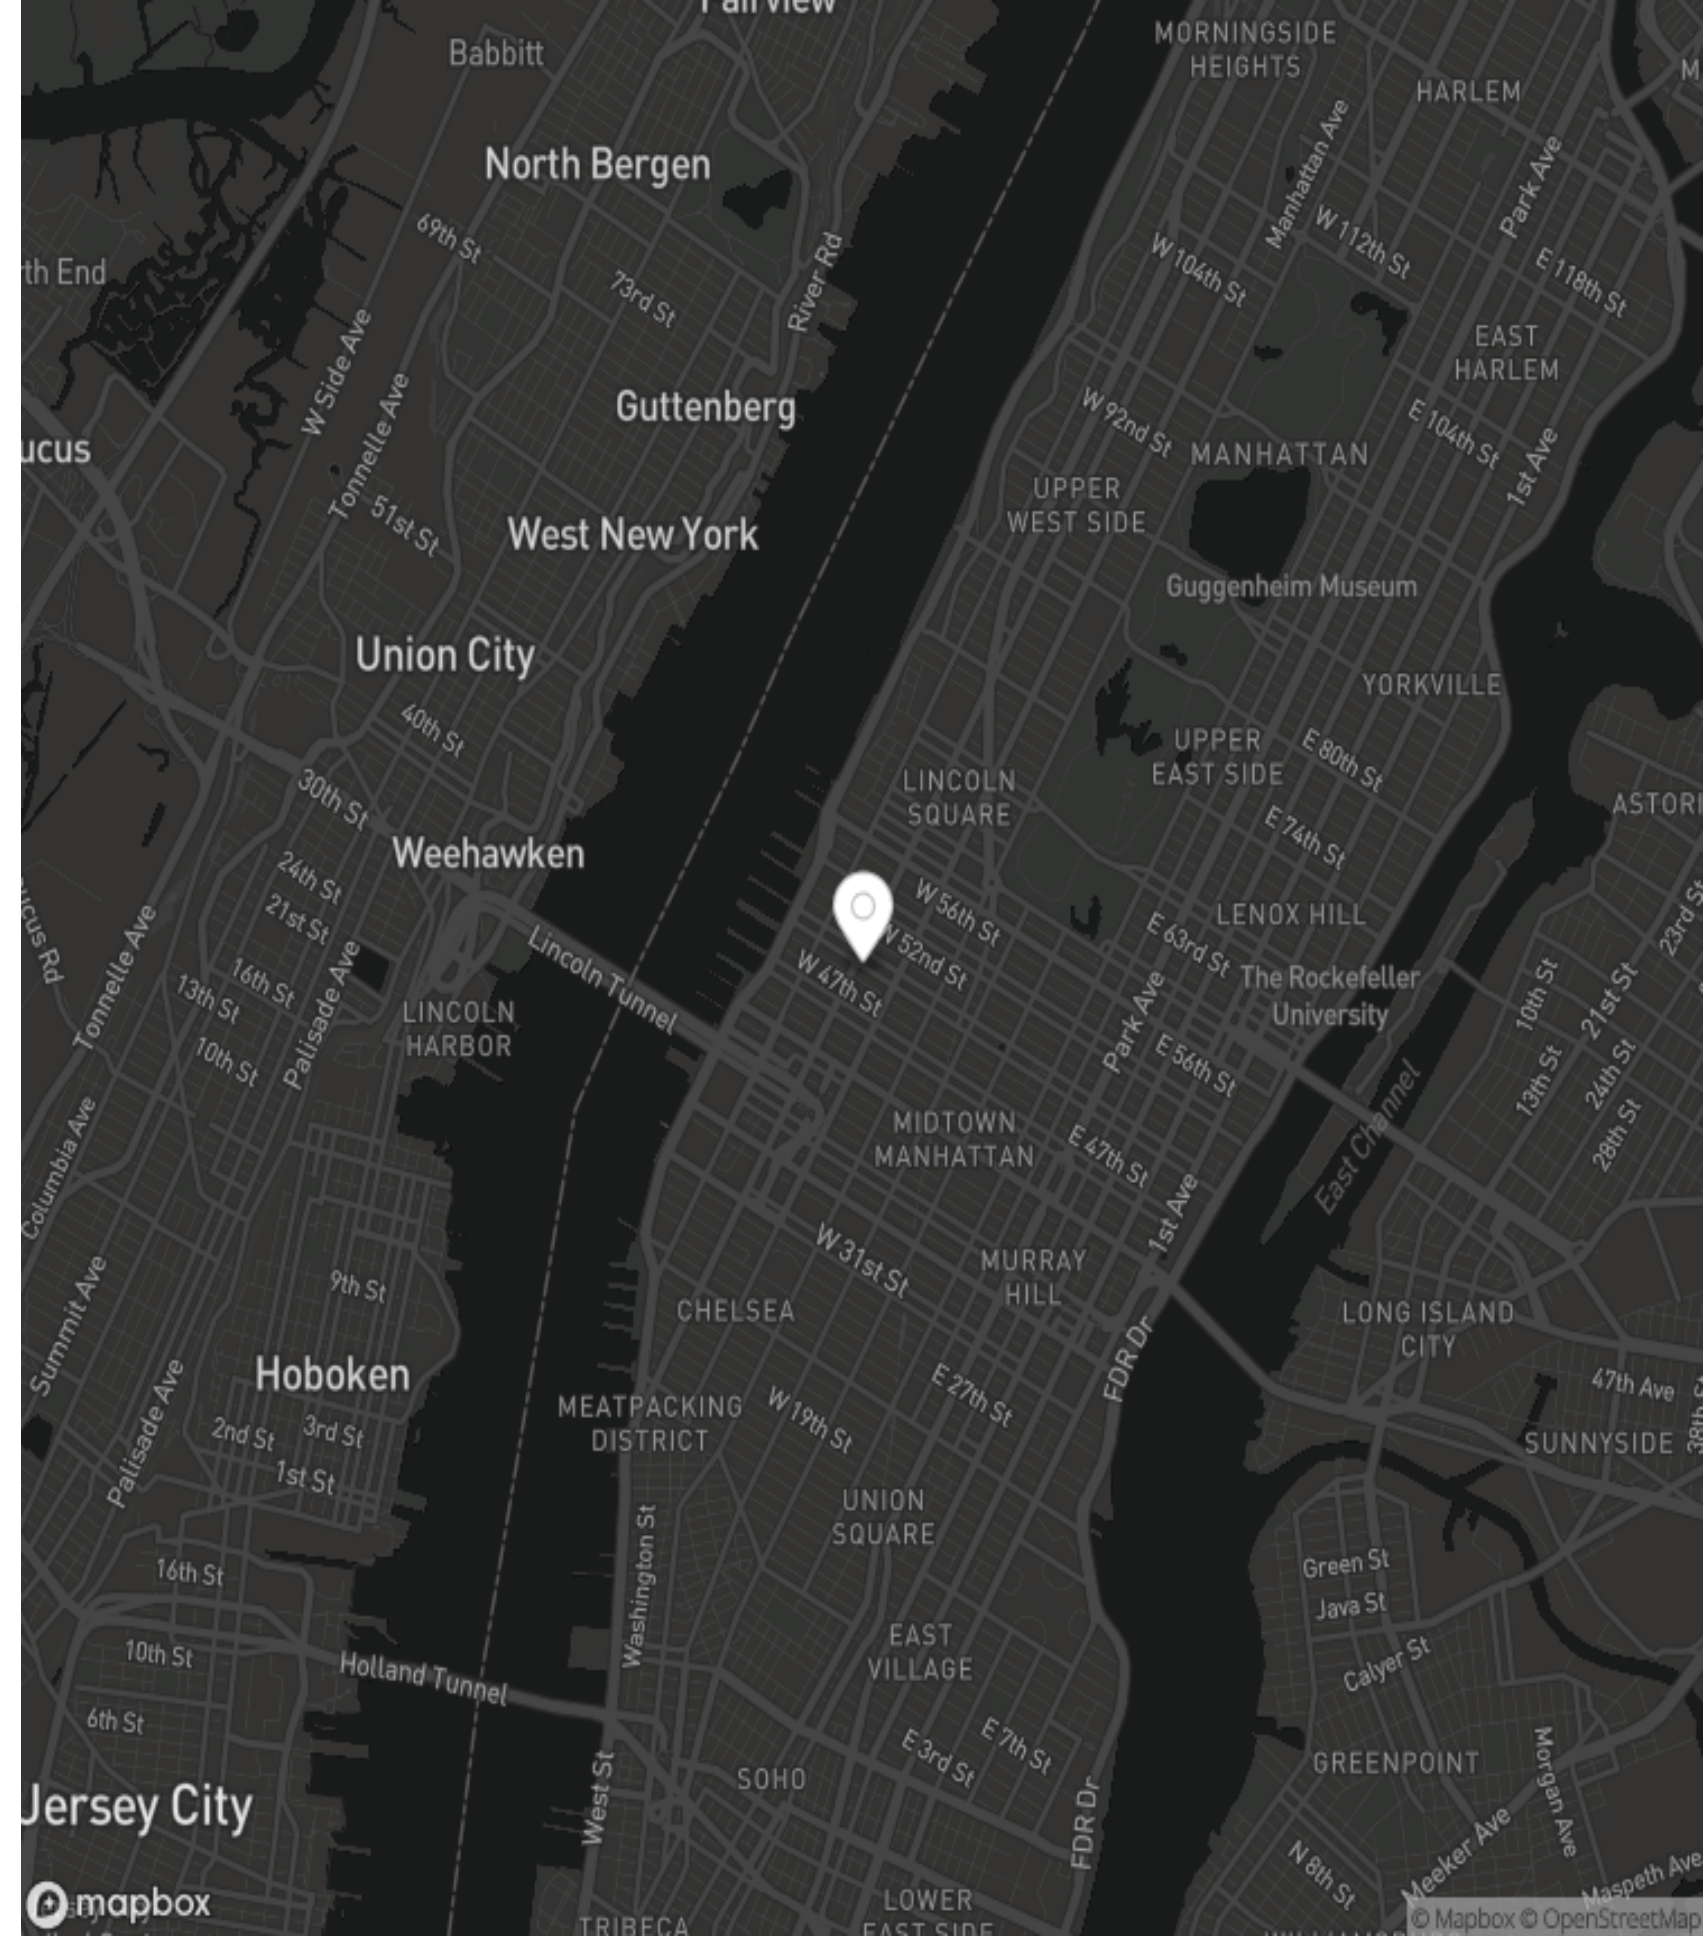 Fairview
MORNINGSIDE
HEIGHTS
Babbitt
HARLEM
North Bergen
Manhattan Ave
Park Ave
69th St
W 112th St
W 104th St
E 118th St
th End
73rd St
River Rd
W Side Ave
EAST
HARLEM
Tonnelle Ave
Guttenberg
W 92nd St
E 104th St
1st Ave
ucus
MANHATTAN
51st St
UPPER
WEST SIDE
West New York
Guggenheim Museum
Union City
YORKVILLE
40th St
UPPER
EAST SIDE
E 80th St
LINCOLN
SQUARE
30th St
ASTORI
E 74th St
Weehawken
24th St
21st St
W 56th St
LENOX HILL
E 63rd St
23rd S
ucus Rd
Tonnelle Ave
Lincoln Tunnel
W 52nd St
W 47th St
The Rockefeller
University
16th St
13th St
Palisade Ave
LINCOLN
HARBOR
Park Ave
10th St
21st St
10th St
E 56th St
13th St
24th St
28th St
East Channel
Columbia Ave
MIDTOWN
MANHATTAN
E 47th St
1st Ave
W 31st St
MURRAY
HILL
9th St
Summit Ave
CHELSEA
LONG ISLAND
CITY
FDR Dr
Hoboken
E 27th St
47th Ave
MEATPACKING
DISTRICT
W 19th St
Palisade Ave
2nd St
3rd St
1st St
SUNNYSIDE
38th S
UNION
SQUARE
Washington St
16th St
Green St
Java St
10th St
Holland Tunnel
EAST
VILLAGE
Calyer St
6th St
E 7th St
E 3rd St
West St
SOHO
FDR Dr
GREENPOINT
Morgan Ave
Jersey City
Meeker Ave
N 8th St
Maspeth Ave
mapbox
LOWER
EAST SIDE
TRIBECA
© Mapbox © OpenStreetMap